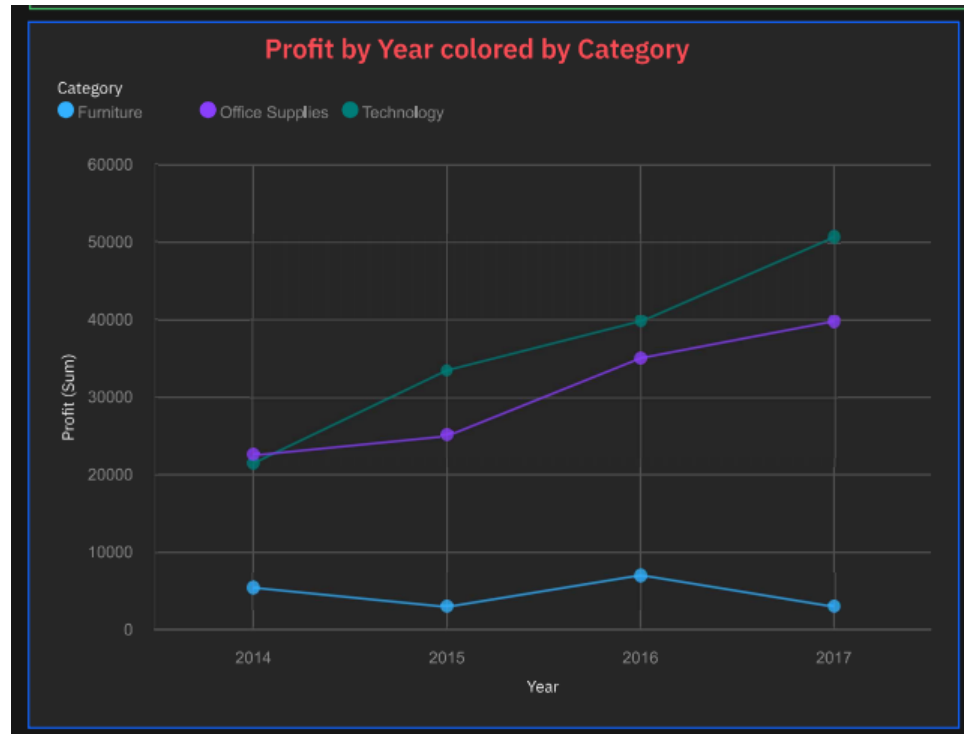 Profit by Year colored by Category
Category
Furniture Office Supplies Technology
60000
50000
40000
30000
20000
10000
0
Profit (Sum)
2014 2015 2016 2017
Year